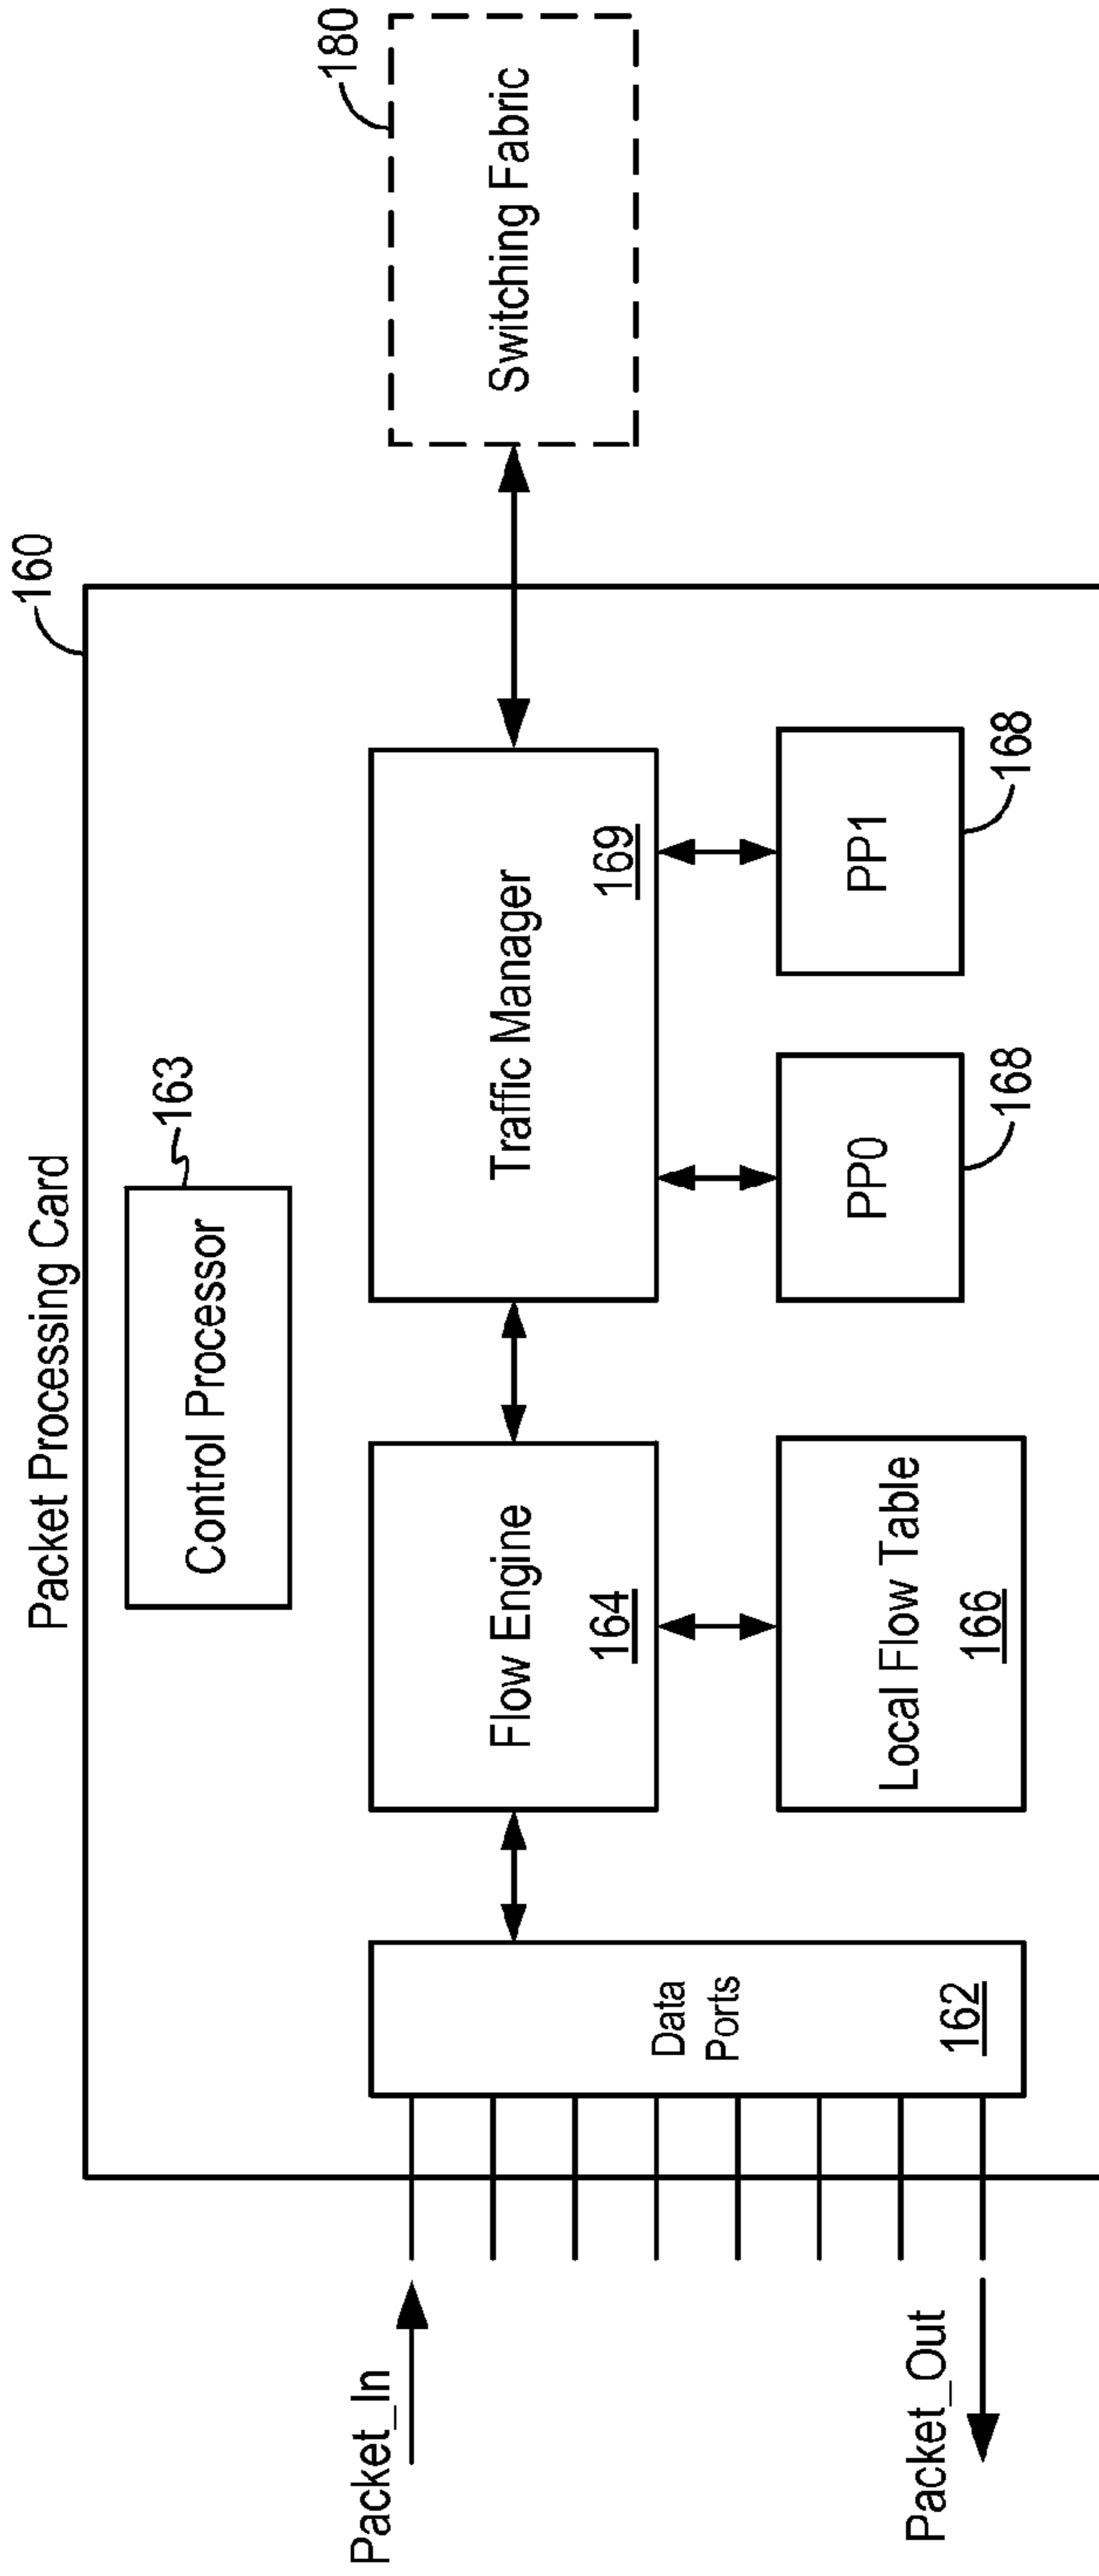 Packet Processing Card
160
180
Control Processor
163
Switching Fabric
Packet_In
Flow Engine
164
Traffic Manager
169
Data
Ports
162
Local Flow Table
166
PP0
168
PP1
168
Packet_Out